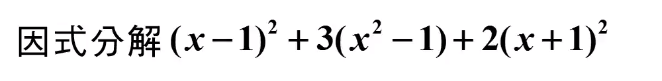 因式分解 (x−1)² + 3(x² −1) + 2(x+1)²